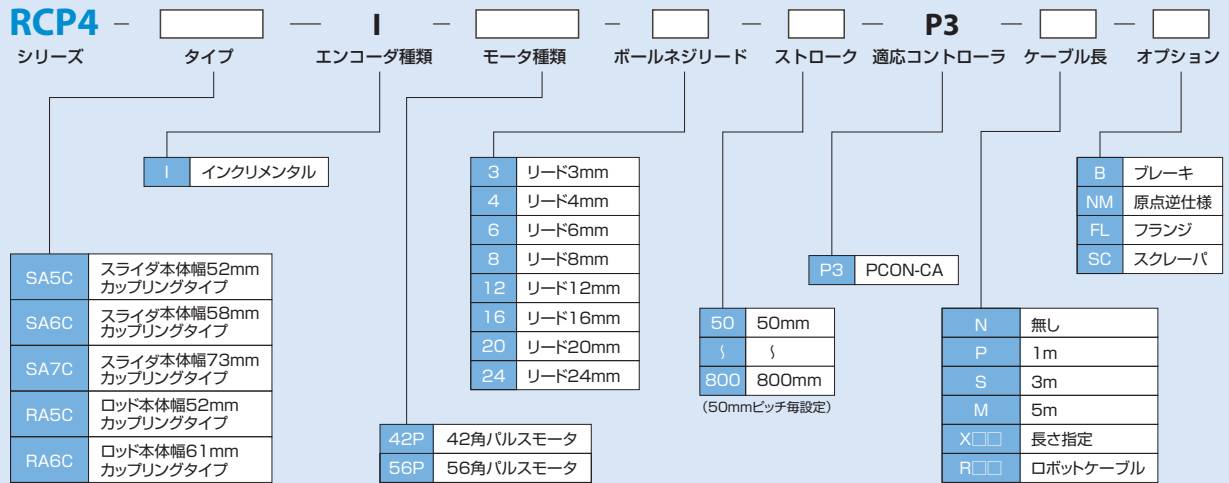 RCP4 − □ − I − □ − □ − □ − P3 − □ − □
シリーズ タイプ エンコーダ種類 モータ種類 ボールネジリード ストローク 適応コントローラ ケーブル長 オプション
I インクリメンタル
SA5C スライダ本体幅52mm
カップリングタイプ
SA6C スライダ本体幅58mm
カップリングタイプ
SA7C スライダ本体幅73mm
カップリングタイプ
RA5C ロッド本体幅52mm
カップリングタイプ
RA6C ロッド本体幅61mm
カップリングタイプ
42P 42角パルスモータ
56P 56角パルスモータ
3 リード3mm
4 リード4mm
6 リード6mm
8 リード8mm
12 リード12mm
16 リード16mm
20 リード20mm
24 リード24mm
50 50mm
〜 〜
800 800mm
(50mmピッチ毎設定)
P3 PCON-CA
N 無し
P 1m
S 3m
M 5m
X□□ 長さ指定
R□□ ロボットケーブル
B ブレーキ
NM 原点逆仕様
FL フランジ
SC スクレーパ